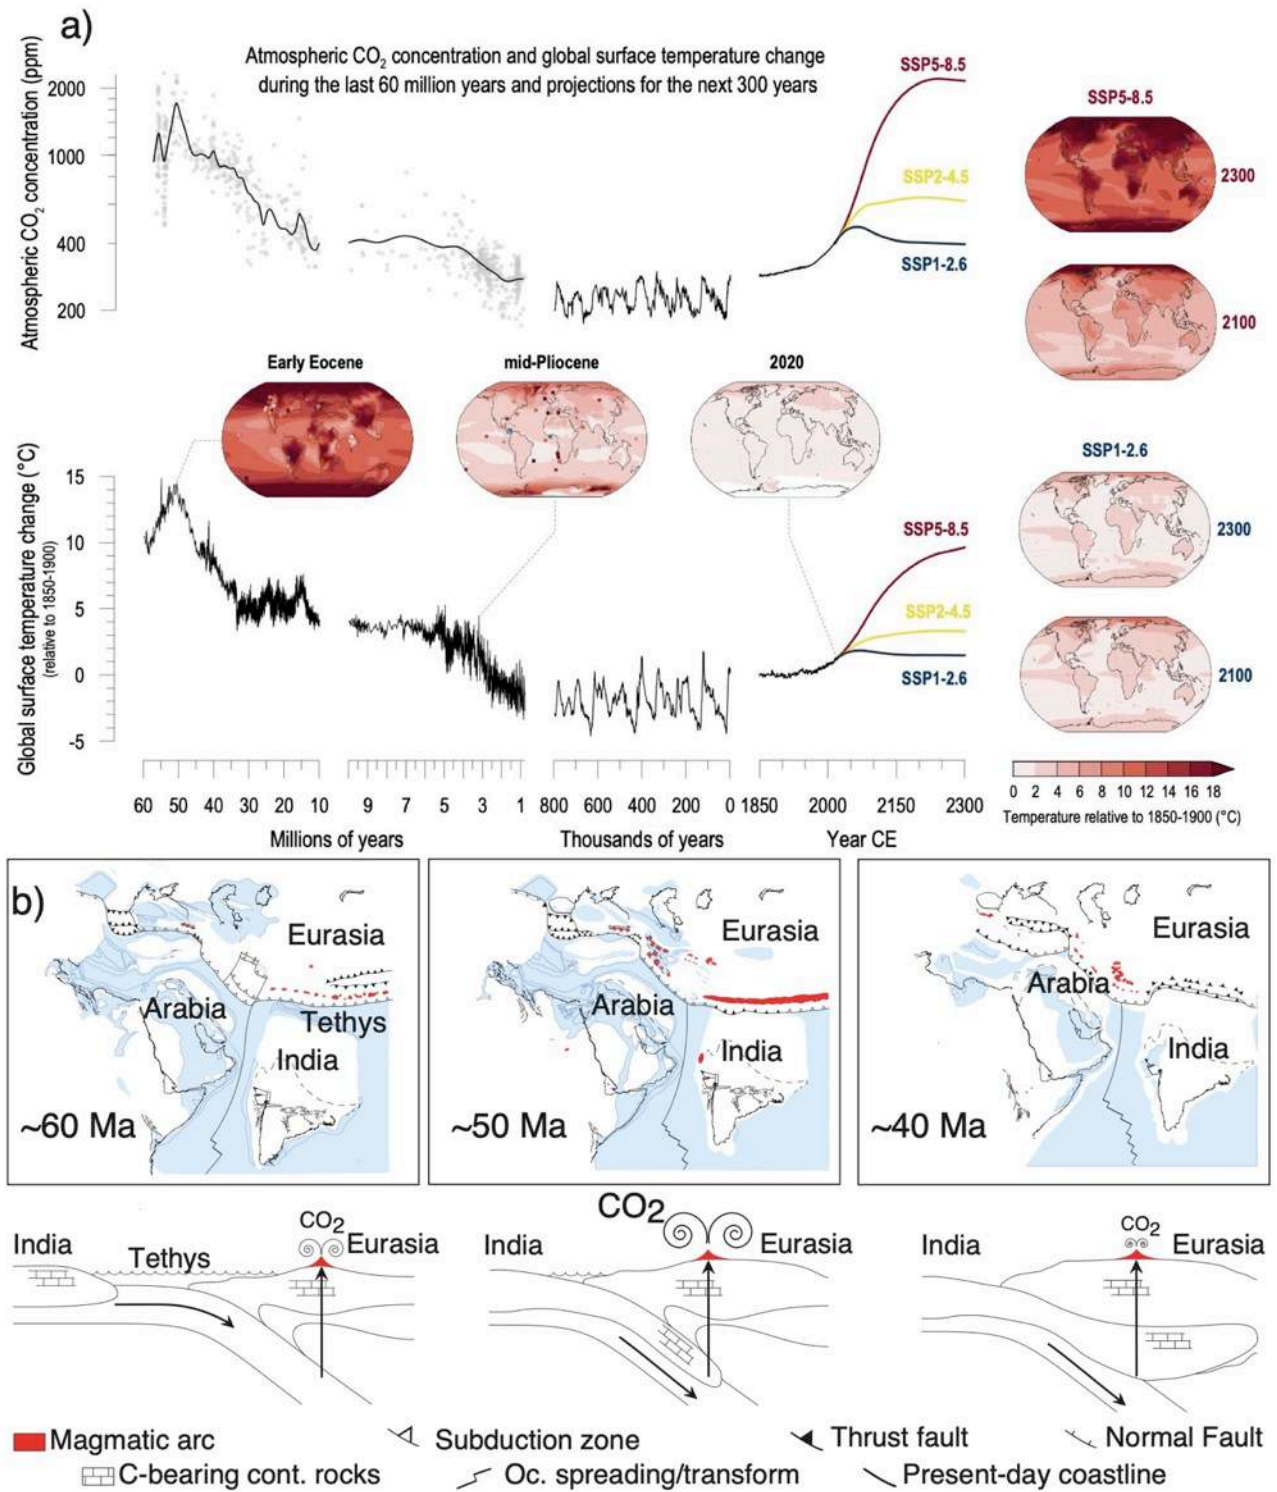 a)
Atmospheric CO2 concentration and global surface temperature change
during the last 60 million years and projections for the next 300 years
Atmospheric CO2 concentration (ppm)
2000
1000
400
200
SSP5-8.5
SSP2-4.5
SSP1-2.6
SSP5-8.5
2300
2100
Early Eocene
mid-Pliocene
2020
Global surface temperature change (°C)
(relative to 1850-1900)
15
10
5
0
-5
SSP5-8.5
SSP2-4.5
SSP1-2.6
SSP1-2.6
2300
2100
60 50 40 30 20 10 9 7 5 3 1 800 600 400 200 0 1850 2000 2150 2300
Millions of years Thousands of years Year CE
0 2 4 6 8 10 12 14 16 18
Temperature relative to 1850-1900 (°C)
b)
Eurasia
Arabia
Tethys
India
~60 Ma
Eurasia
Arabia
India
~50 Ma
Eurasia
Arabia
India
~40 Ma
India
Tethys
CO2
Eurasia
India
CO2
Eurasia
India
CO2
Eurasia
Magmatic arc Subduction zone Thrust fault Normal Fault
C-bearing cont. rocks Oc. spreading/transform Present-day coastline